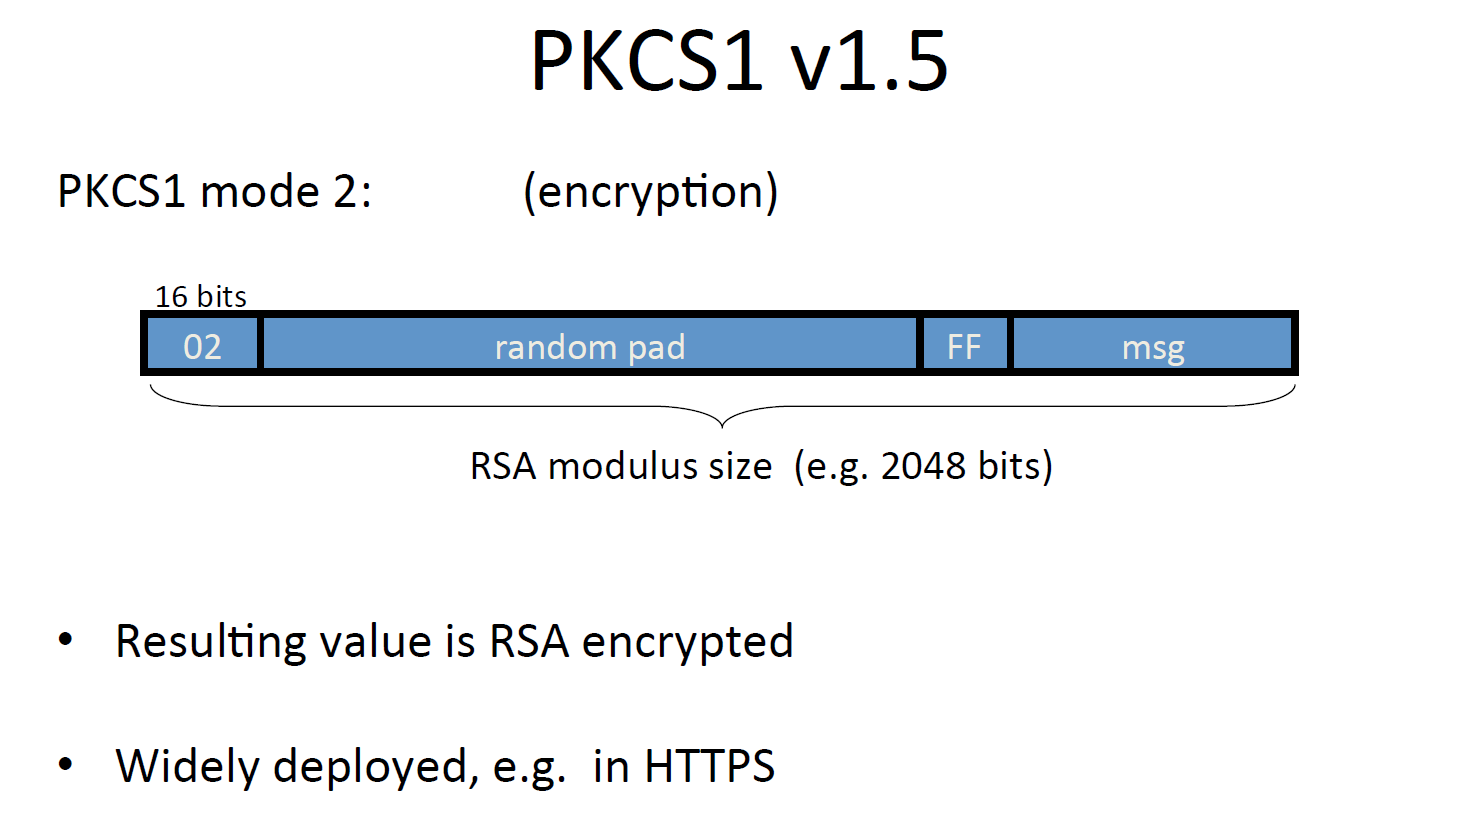 PKCS1 v1.5
PKCS1 mode 2: (encryption)
16 bits
02 random pad FF msg
RSA modulus size (e.g. 2048 bits)
• Resulting value is RSA encrypted
• Widely deployed, e.g. in HTTPS